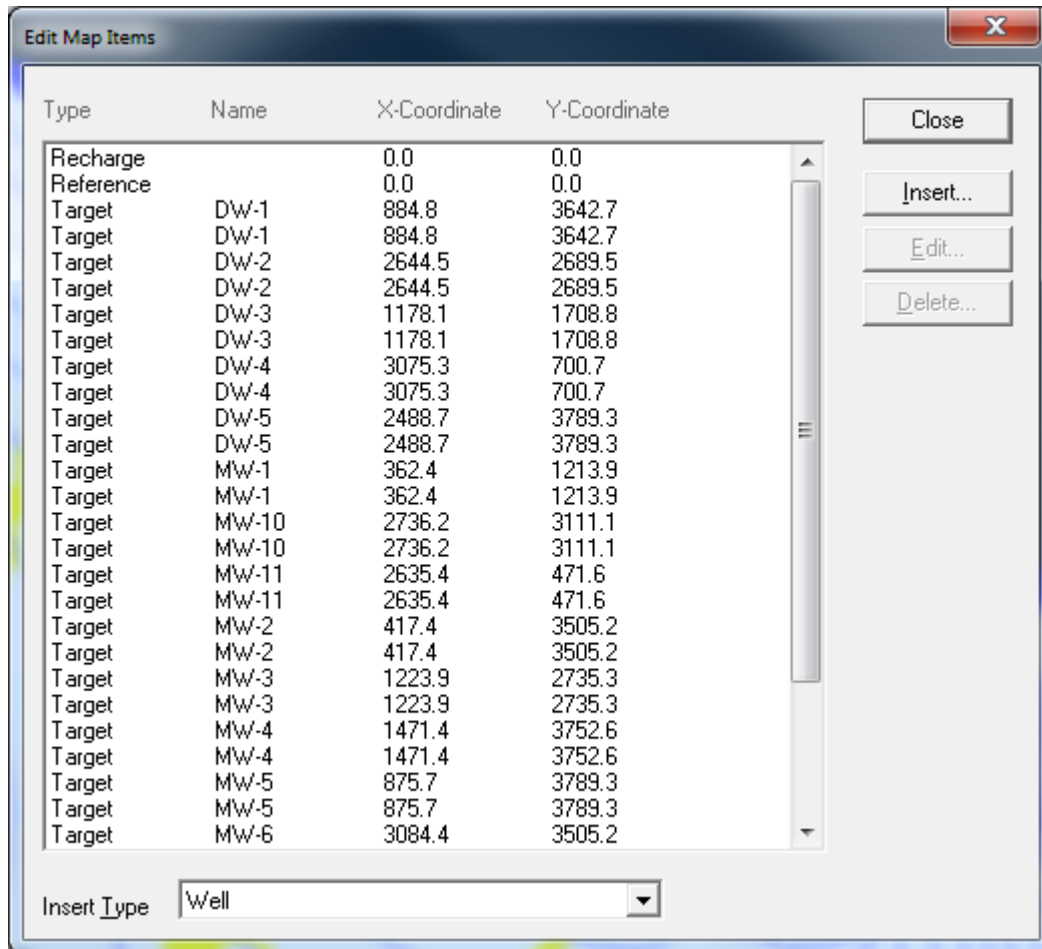 Edit Map Items
Type Name X-Coordinate Y-Coordinate
Close
Recharge 0.0 0.0
Reference 0.0 0.0
Insert...
Target DW-1 884.8 3642.7
Target DW-1 884.8 3642.7
Edit...
Target DW-2 2644.5 2689.5
Target DW-2 2644.5 2689.5
Delete...
Target DW-3 1178.1 1708.8
Target DW-3 1178.1 1708.8
Target DW-4 3075.3 700.7
Target DW-4 3075.3 700.7
Target DW-5 2488.7 3789.3
Target DW-5 2488.7 3789.3
Target MW-1 362.4 1213.9
Target MW-1 362.4 1213.9
Target MW-10 2736.2 3111.1
Target MW-10 2736.2 3111.1
Target MW-11 2635.4 471.6
Target MW-11 2635.4 471.6
Target MW-2 417.4 3505.2
Target MW-2 417.4 3505.2
Target MW-3 1223.9 2735.3
Target MW-3 1223.9 2735.3
Target MW-4 1471.4 3752.6
Target MW-4 1471.4 3752.6
Target MW-5 875.7 3789.3
Target MW-5 875.7 3789.3
Target MW-6 3084.4 3505.2
Insert Type Well